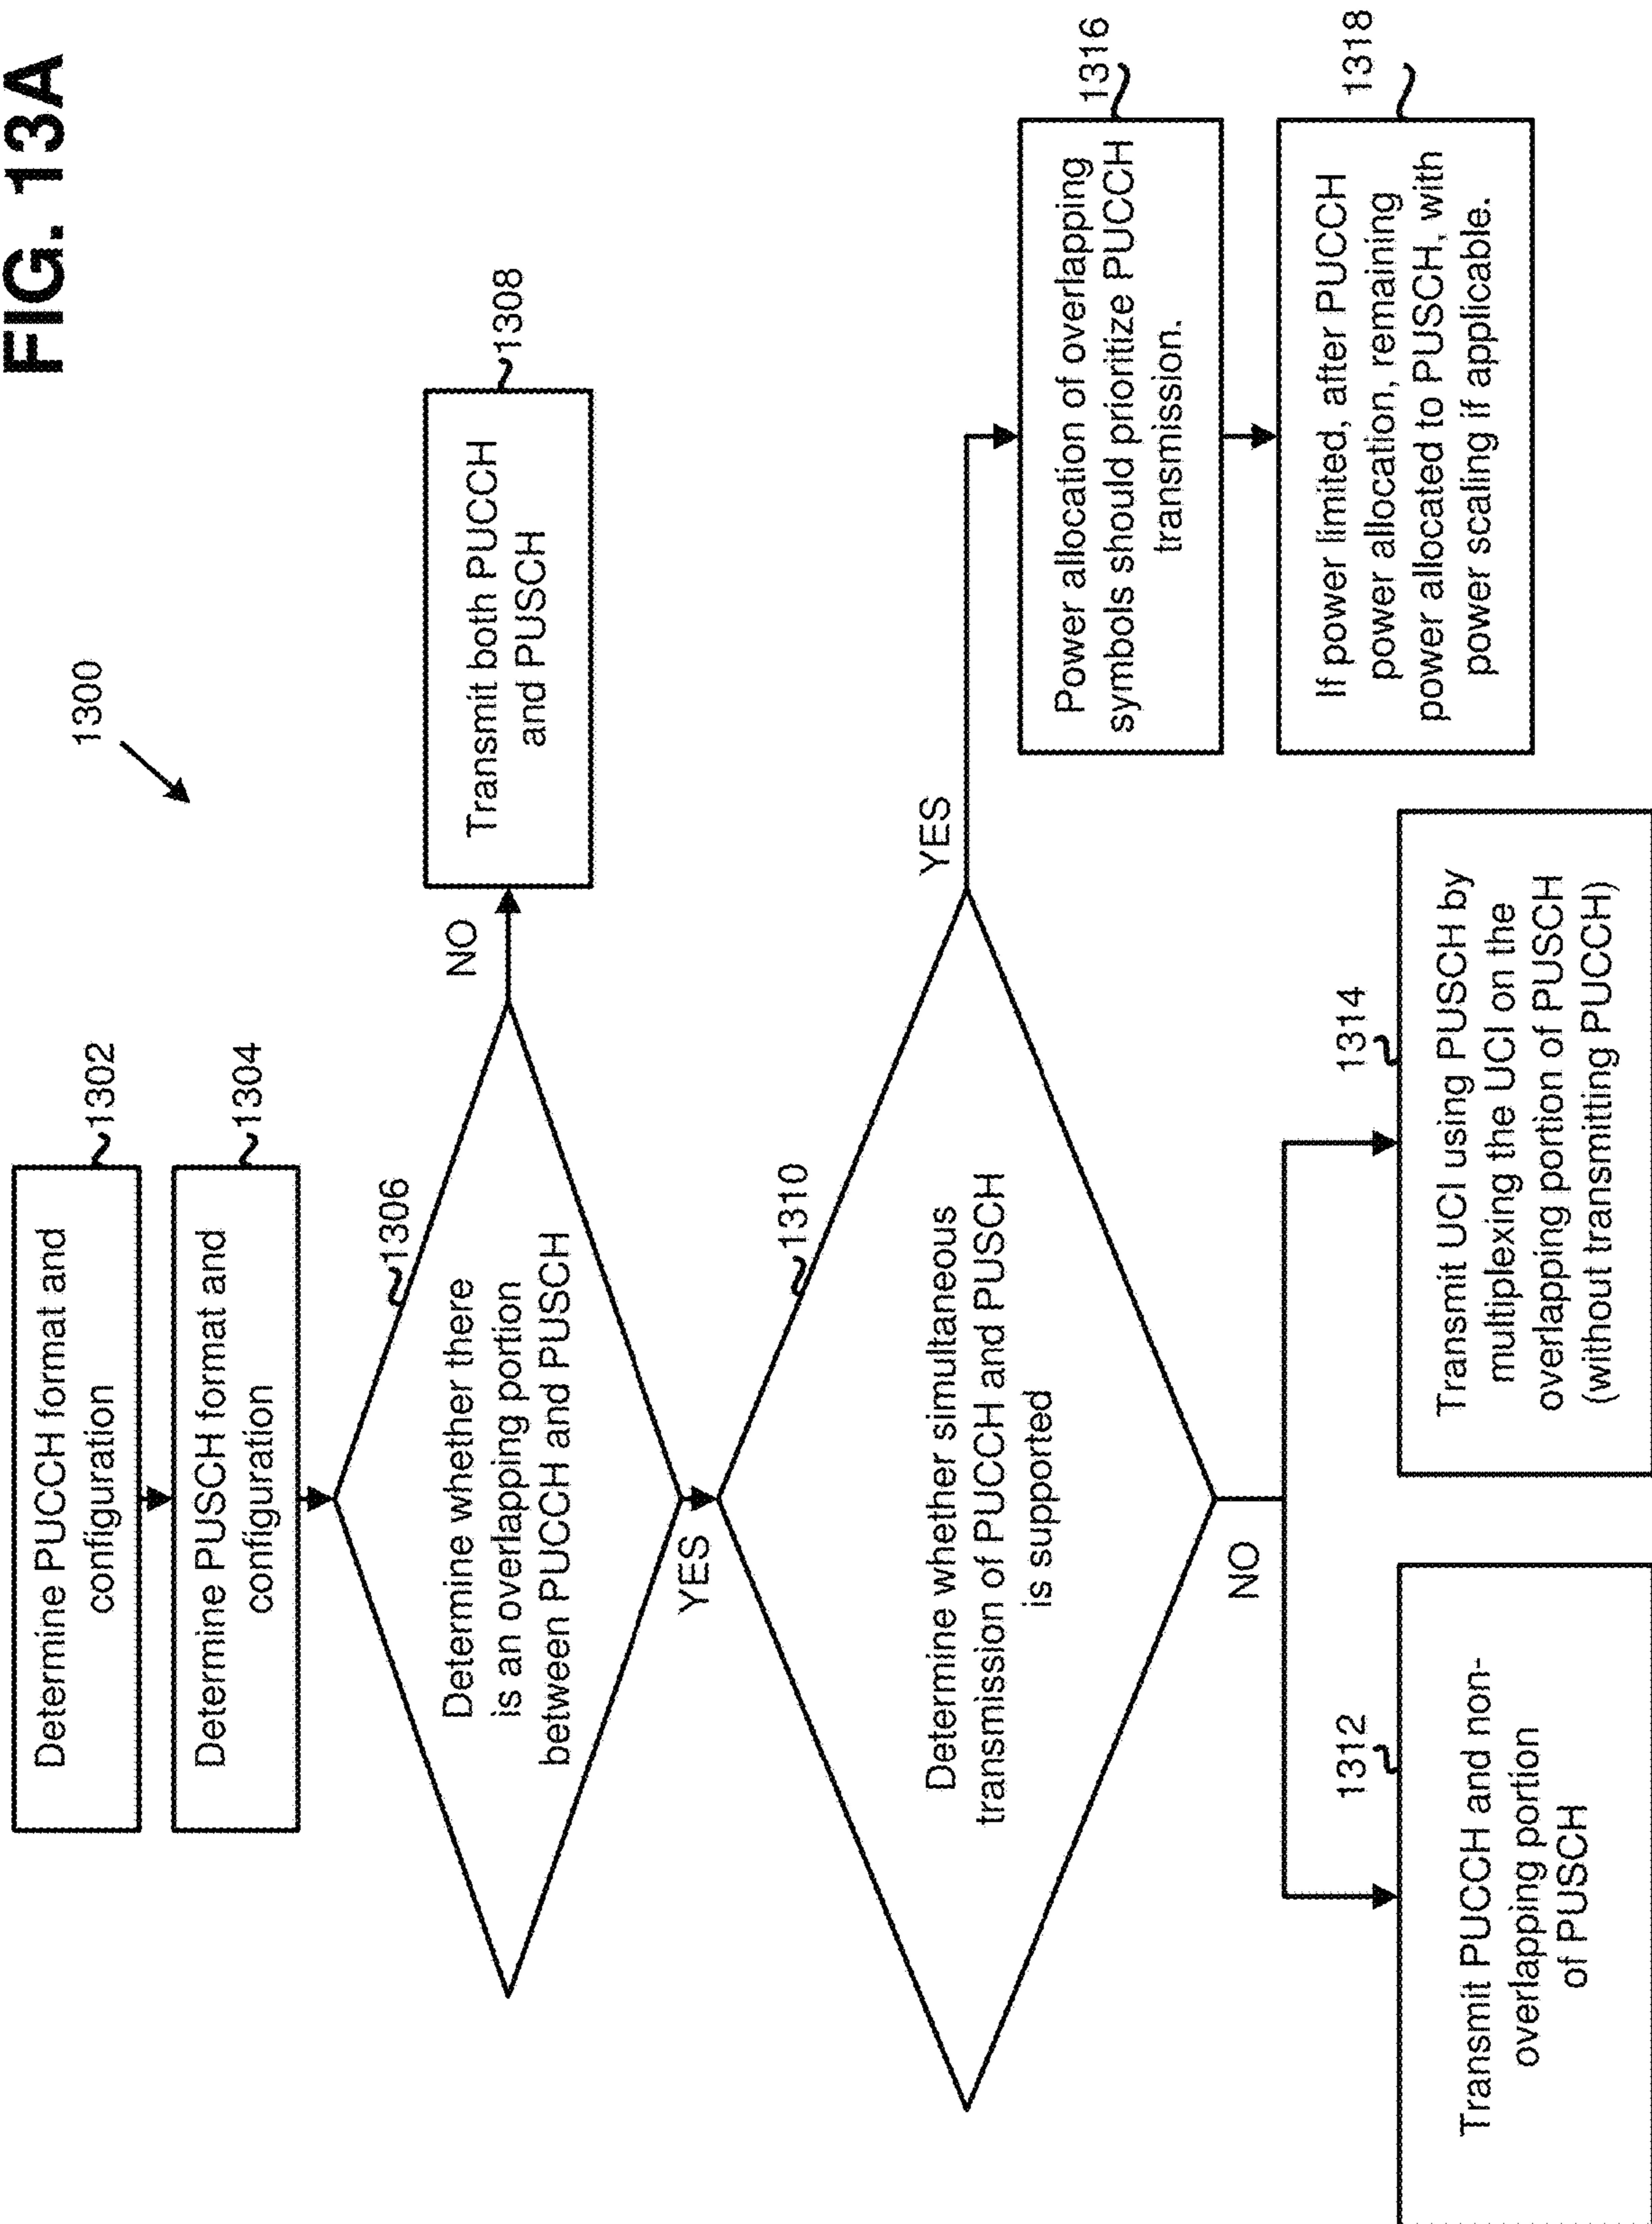 FIG. 13A
1300
Determine PUCCH format and
configuration
1302
Determine PUSCH format and
configuration
1304
Determine whether there
is an overlapping portion
between PUCCH and PUSCH
1306
NO
Transmit both PUCCH
and PUSCH
1308
YES
Determine whether simultaneous
transmission of PUCCH and PUSCH
is supported
1310
YES
Power allocation of overlapping
symbols should prioritize PUCCH
transmission.
1316
If power limited, after PUCCH
power allocation, remaining
power allocated to PUSCH, with
power scaling if applicable.
1318
NO
1312
Transmit PUCCH and non-
overlapping portion
of PUSCH
1314
Transmit UCI using PUSCH by
multiplexing the UCI on the
overlapping portion of PUSCH
(without transmitting PUCCH)